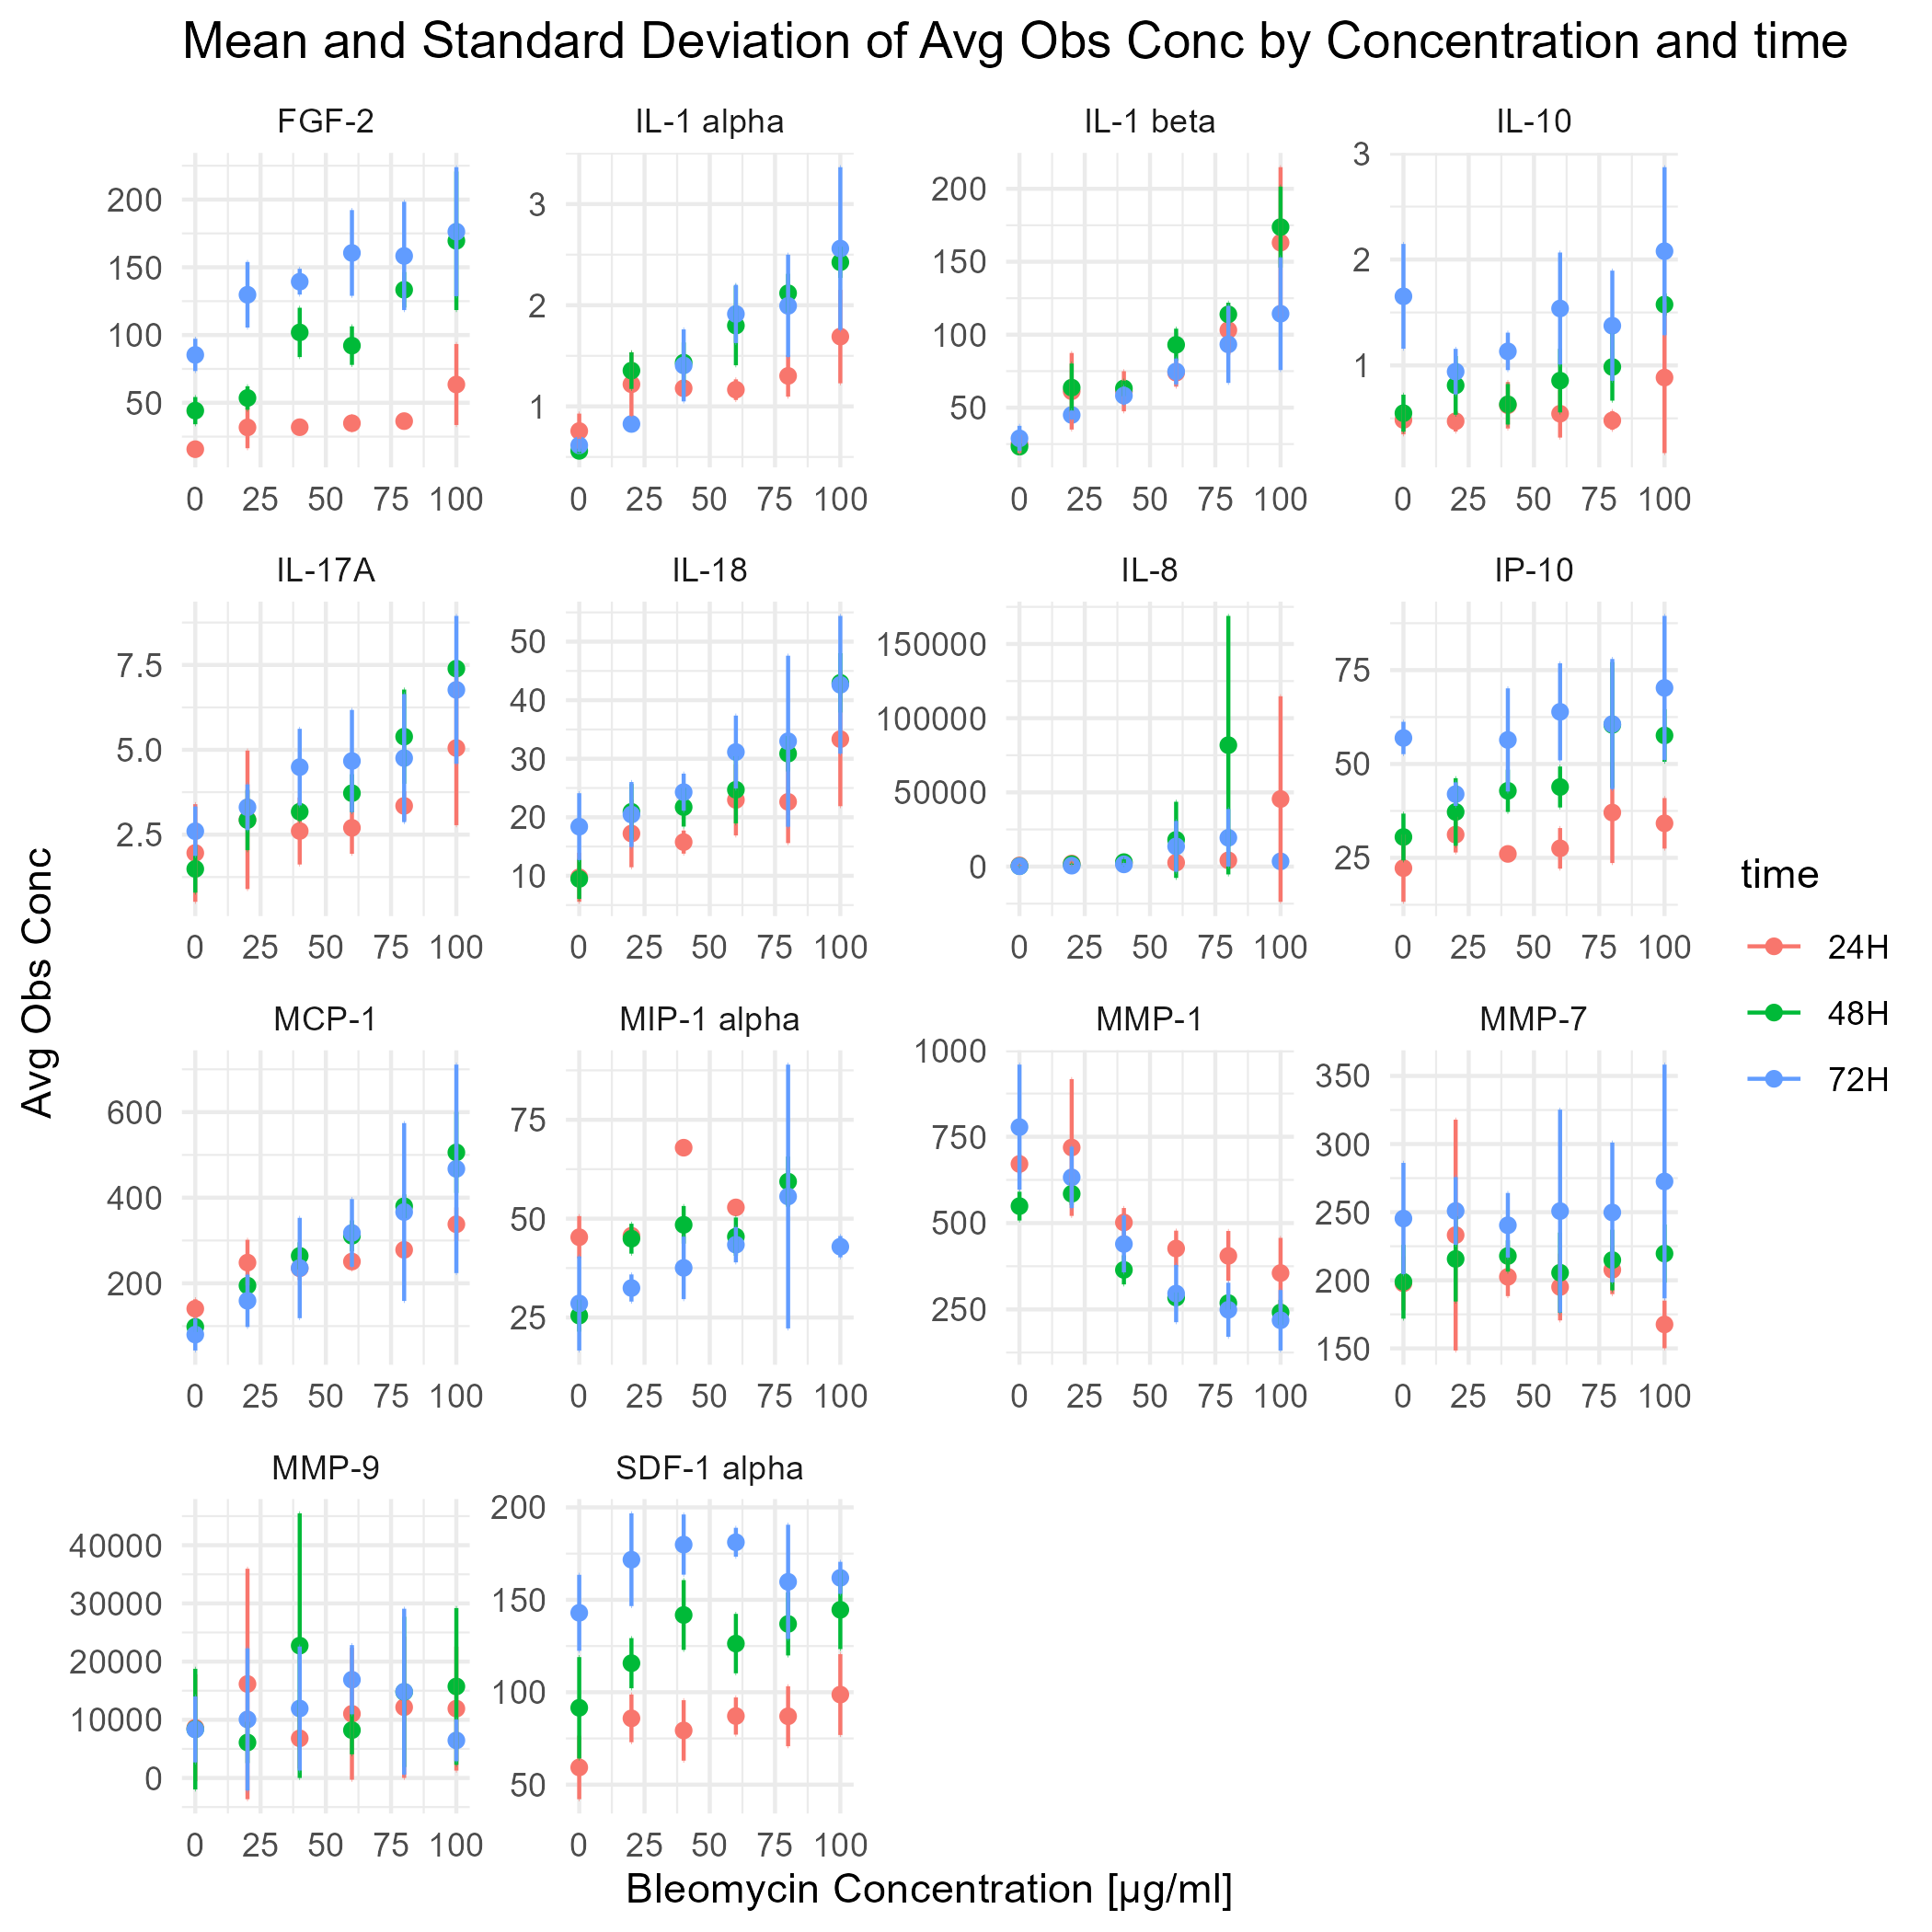 Mean and Standard Deviation of Avg Obs Conc by Concentration and time
FGF-2 IL-1 alpha IL-1 beta IL-10
200 150 100 50
3 2 1
200 150 100 50
3 2 1
0 25 50 75 100 0 25 50 75 100 0 25 50 75 100 0 25 50 75 100
IL-17A IL-18 IL-8 IP-10
7.5 5.0 2.5
50 40 30 20 10
150000 100000 50000 0
75 50 25
0 25 50 75 100 0 25 50 75 100 0 25 50 75 100 0 25 50 75 100
MCP-1 MIP-1 alpha MMP-1 MMP-7
600 400 200
75 50 25
1000 750 500 250
350 300 250 200 150
0 25 50 75 100 0 25 50 75 100 0 25 50 75 100 0 25 50 75 100
MMP-9 SDF-1 alpha
40000 30000 20000 10000 0
200 150 100 50
0 25 50 75 100 0 25 50 75 100
Avg Obs Conc
Bleomycin Concentration [µg/ml]
time
24H
48H
72H